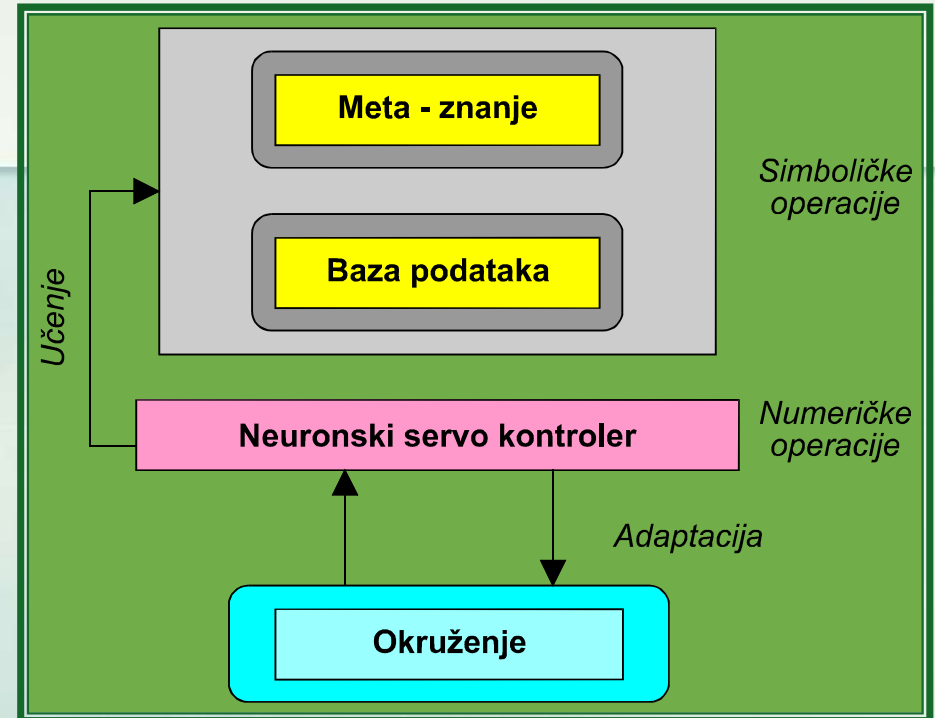 Meta - znanje
Simboličke
operacije
Baza podataka
Učenje
Numeričke
operacije
Neuronski servo kontroler
Adaptacija
Okruženje